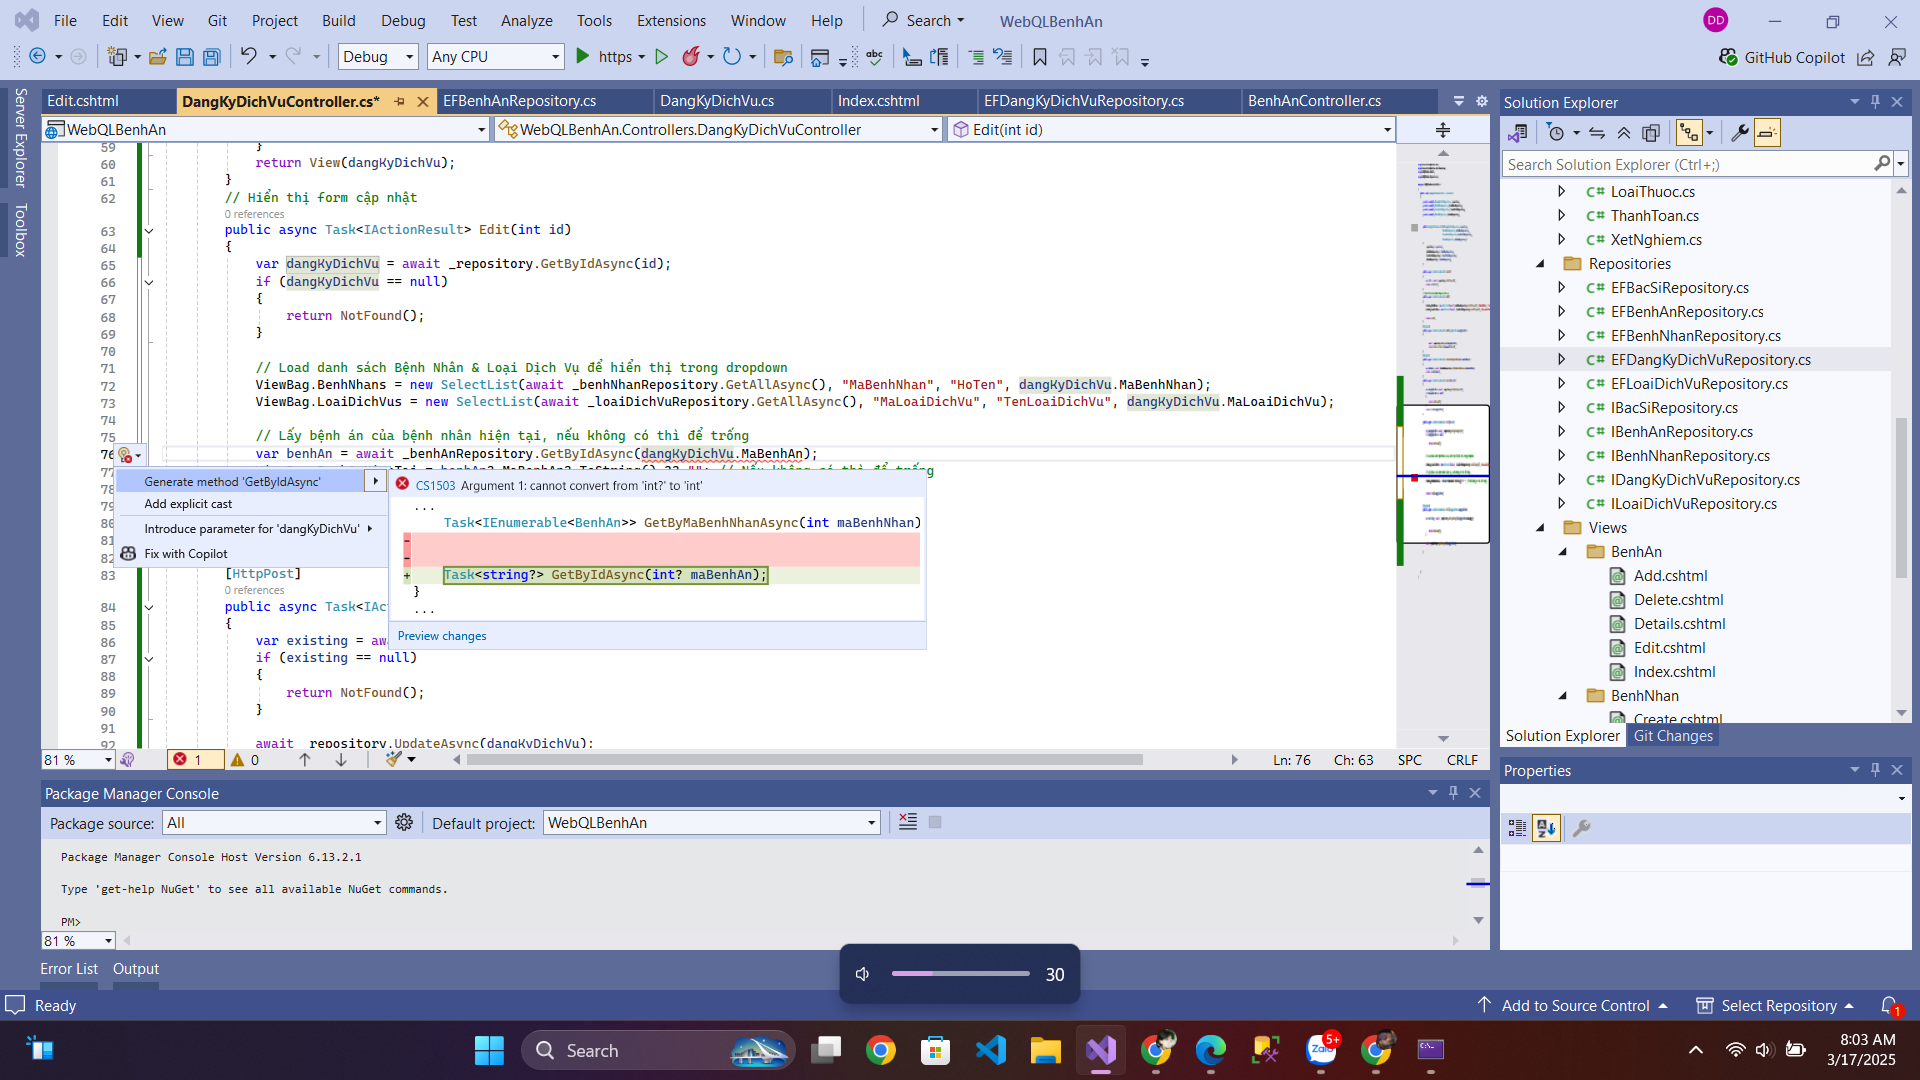 File Edit View Git Project Build Debug Test Analyze Tools Extensions Window Help Search WebQLBenhAn DD
Debug Any CPU https GitHub Copilot
Server Explorer
Toolbox
Edit.cshtml DangKyDichVuController.cs* EFBenhAnRepository.cs DangKyDichVu.cs Index.cshtml EFDangKyDichVuRepository.cs BenhAnController.cs
WebQLBenhAn WebQLBenhAn.Controllers.DangKyDichVuController Edit(int id)
59 }
60 return View(dangKyDichVu);
61 }
62 // Hiển thị form cập nhật
0 references
63 public async Task<IActionResult> Edit(int id)
64 {
65 var dangKyDichVu = await _repository.GetByIdAsync(id);
66 if (dangKyDichVu == null)
67 {
68 return NotFound();
69 }
70
71 // Load danh sách Bệnh Nhân & Loại Dịch Vụ để hiển thị trong dropdown
72 ViewBag.BenhNhans = new SelectList(await _benhNhanRepository.GetAllAsync(), "MaBenhNhan", "HoTen", dangKyDichVu.MaBenhNhan);
73 ViewBag.LoaiDichVus = new SelectList(await _loaiDichVuRepository.GetAllAsync(), "MaLoaiDichVu", "TenLoaiDichVu", dangKyDichVu.MaLoaiDichVu);
74
75 // Lấy bệnh án của bệnh nhân hiện tại, nếu không có thì để trống
76 var benhAn = await _benhAnRepository.GetByIdAsync(dangKyDichVu.MaBenhAn);
77
Generate method 'GetByIdAsync'
Add explicit cast
Introduce parameter for 'dangKyDichVu'
Fix with Copilot
CS1503 Argument 1: cannot convert from 'int?' to 'int'
...
Task<IEnumerable<BenhAn>> GetByMaBenhNhanAsync(int maBenhNhan)
-
-
+ Task<string?> GetByIdAsync(int? maBenhAn);
}
...
Preview changes
83 [HttpPost]
0 references
84 public async Task<IAc
85 {
86 var existing = aw
87 if (existing == null)
88 {
89 return NotFound();
90 }
91
92 await _repository.UpdateAsync(dangKyDichVu);
81 % 1 0 Ln: 76 Ch: 63 SPC CRLF
Package Manager Console
Package source: All Default project: WebQLBenhAn
Package Manager Console Host Version 6.13.2.1
Type 'get-help NuGet' to see all available NuGet commands.
PM>
81 %
Error List Output
Solution Explorer
Search Solution Explorer (Ctrl+;)
C# LoaiThuoc.cs
C# ThanhToan.cs
C# XetNghiem.cs
Repositories
C# EFBacSiRepository.cs
C# EFBenhAnRepository.cs
C# EFBenhNhanRepository.cs
C# EFDangKyDichVuRepository.cs
C# EFLoaiDichVuRepository.cs
C# IBacSiRepository.cs
C# IBenhAnRepository.cs
C# IBenhNhanRepository.cs
C# IDangKyDichVuRepository.cs
C# ILoaiDichVuRepository.cs
Views
BenhAn
Add.cshtml
Delete.cshtml
Details.cshtml
Edit.cshtml
Index.cshtml
BenhNhan
Create.cshtml
Solution Explorer Git Changes
Properties
30
Ready Add to Source Control Select Repository 1
Search Zalo 5+
8:03 AM
3/17/2025